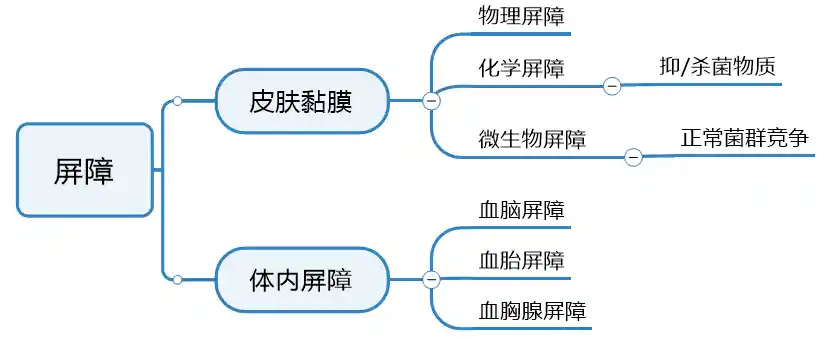 屏障
皮肤黏膜
物理屏障
化学屏障
抑/杀菌物质
微生物屏障
正常菌群竞争
体内屏障
血脑屏障
血胎屏障
血胸腺屏障